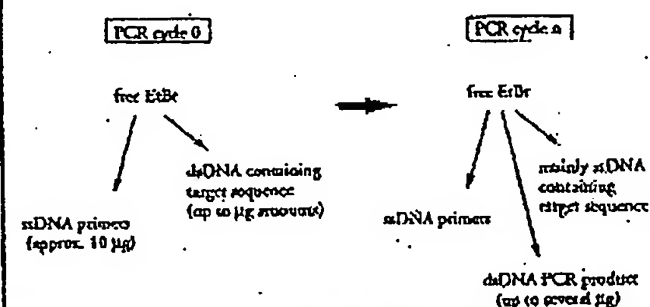 PCR cycle 0
free EtBr
ssDNA primers
(approx. 10 µg)
dsDNA containing
target sequence
(up to µg amounts)
PCR cycle n
free EtBr
ssDNA primers
mainly ssDNA
containing
target sequence
dsDNA PCR product
(up to several µg)